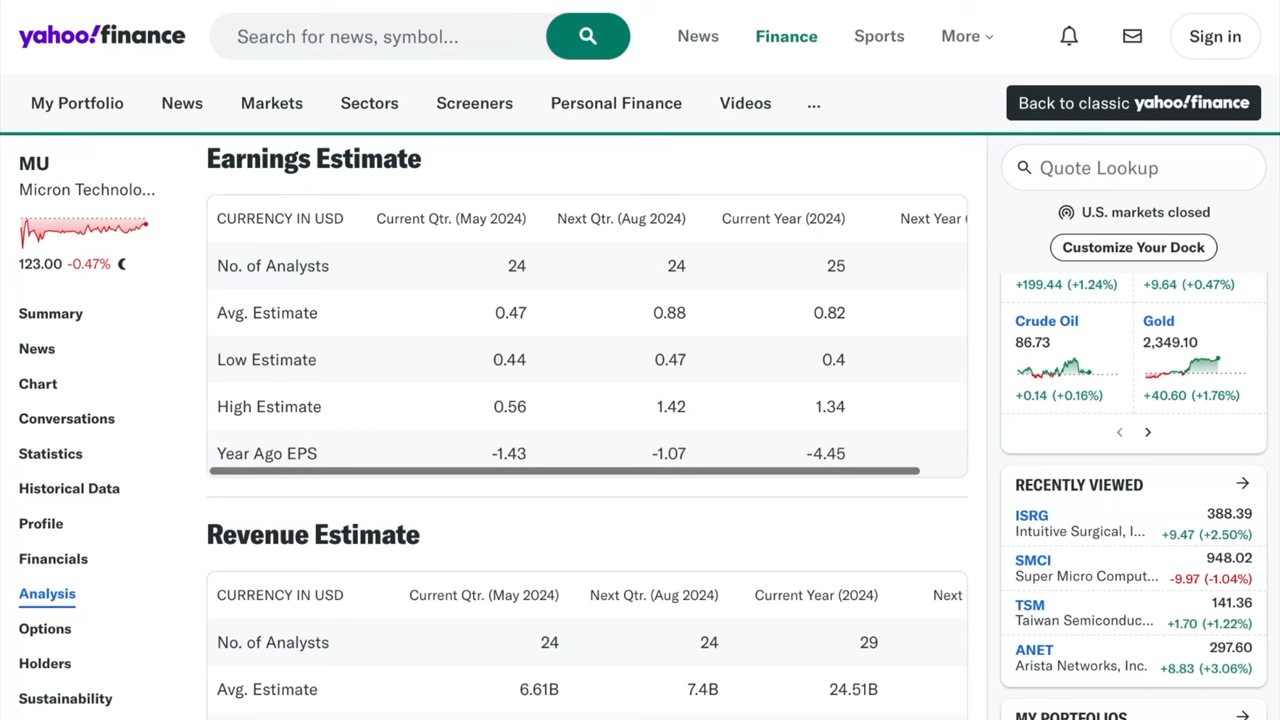 yahoo!finance
Search for news, symbol...
News Finance Sports More
Sign in
My Portfolio News Markets Sectors Screeners Personal Finance Videos ...
Back to classic yahoo!finance
MU
Micron Technolo...
123.00 -0.47%
Summary
News
Chart
Conversations
Statistics
Historical Data
Profile
Financials
Analysis
Options
Holders
Sustainability
Earnings Estimate
CURRENCY IN USD Current Qtr. (May 2024) Next Qtr. (Aug 2024) Current Year (2024) Next Year (
No. of Analysts 24 24 25
Avg. Estimate 0.47 0.88 0.82
Low Estimate 0.44 0.47 0.4
High Estimate 0.56 1.42 1.34
Year Ago EPS -1.43 -1.07 -4.45
Revenue Estimate
CURRENCY IN USD Current Qtr. (May 2024) Next Qtr. (Aug 2024) Current Year (2024) Next
No. of Analysts 24 24 29
Avg. Estimate 6.61B 7.4B 24.51B
Quote Lookup
U.S. markets closed
Customize Your Dock
+199.44 (+1.24%) +9.64 (+0.47%)
Crude Oil Gold
86.73 2,349.10
+0.14 (+0.16%) +40.60 (+1.76%)
RECENTLY VIEWED
ISRG 388.39
Intuitive Surgical, I... +9.47 (+2.50%)
SMCI 948.02
Super Micro Comput... -9.97 (-1.04%)
TSM 141.36
Taiwan Semiconduc... +1.70 (+1.22%)
ANET 297.60
Arista Networks, Inc. +8.83 (+3.06%)
MY PORTFOLIOS